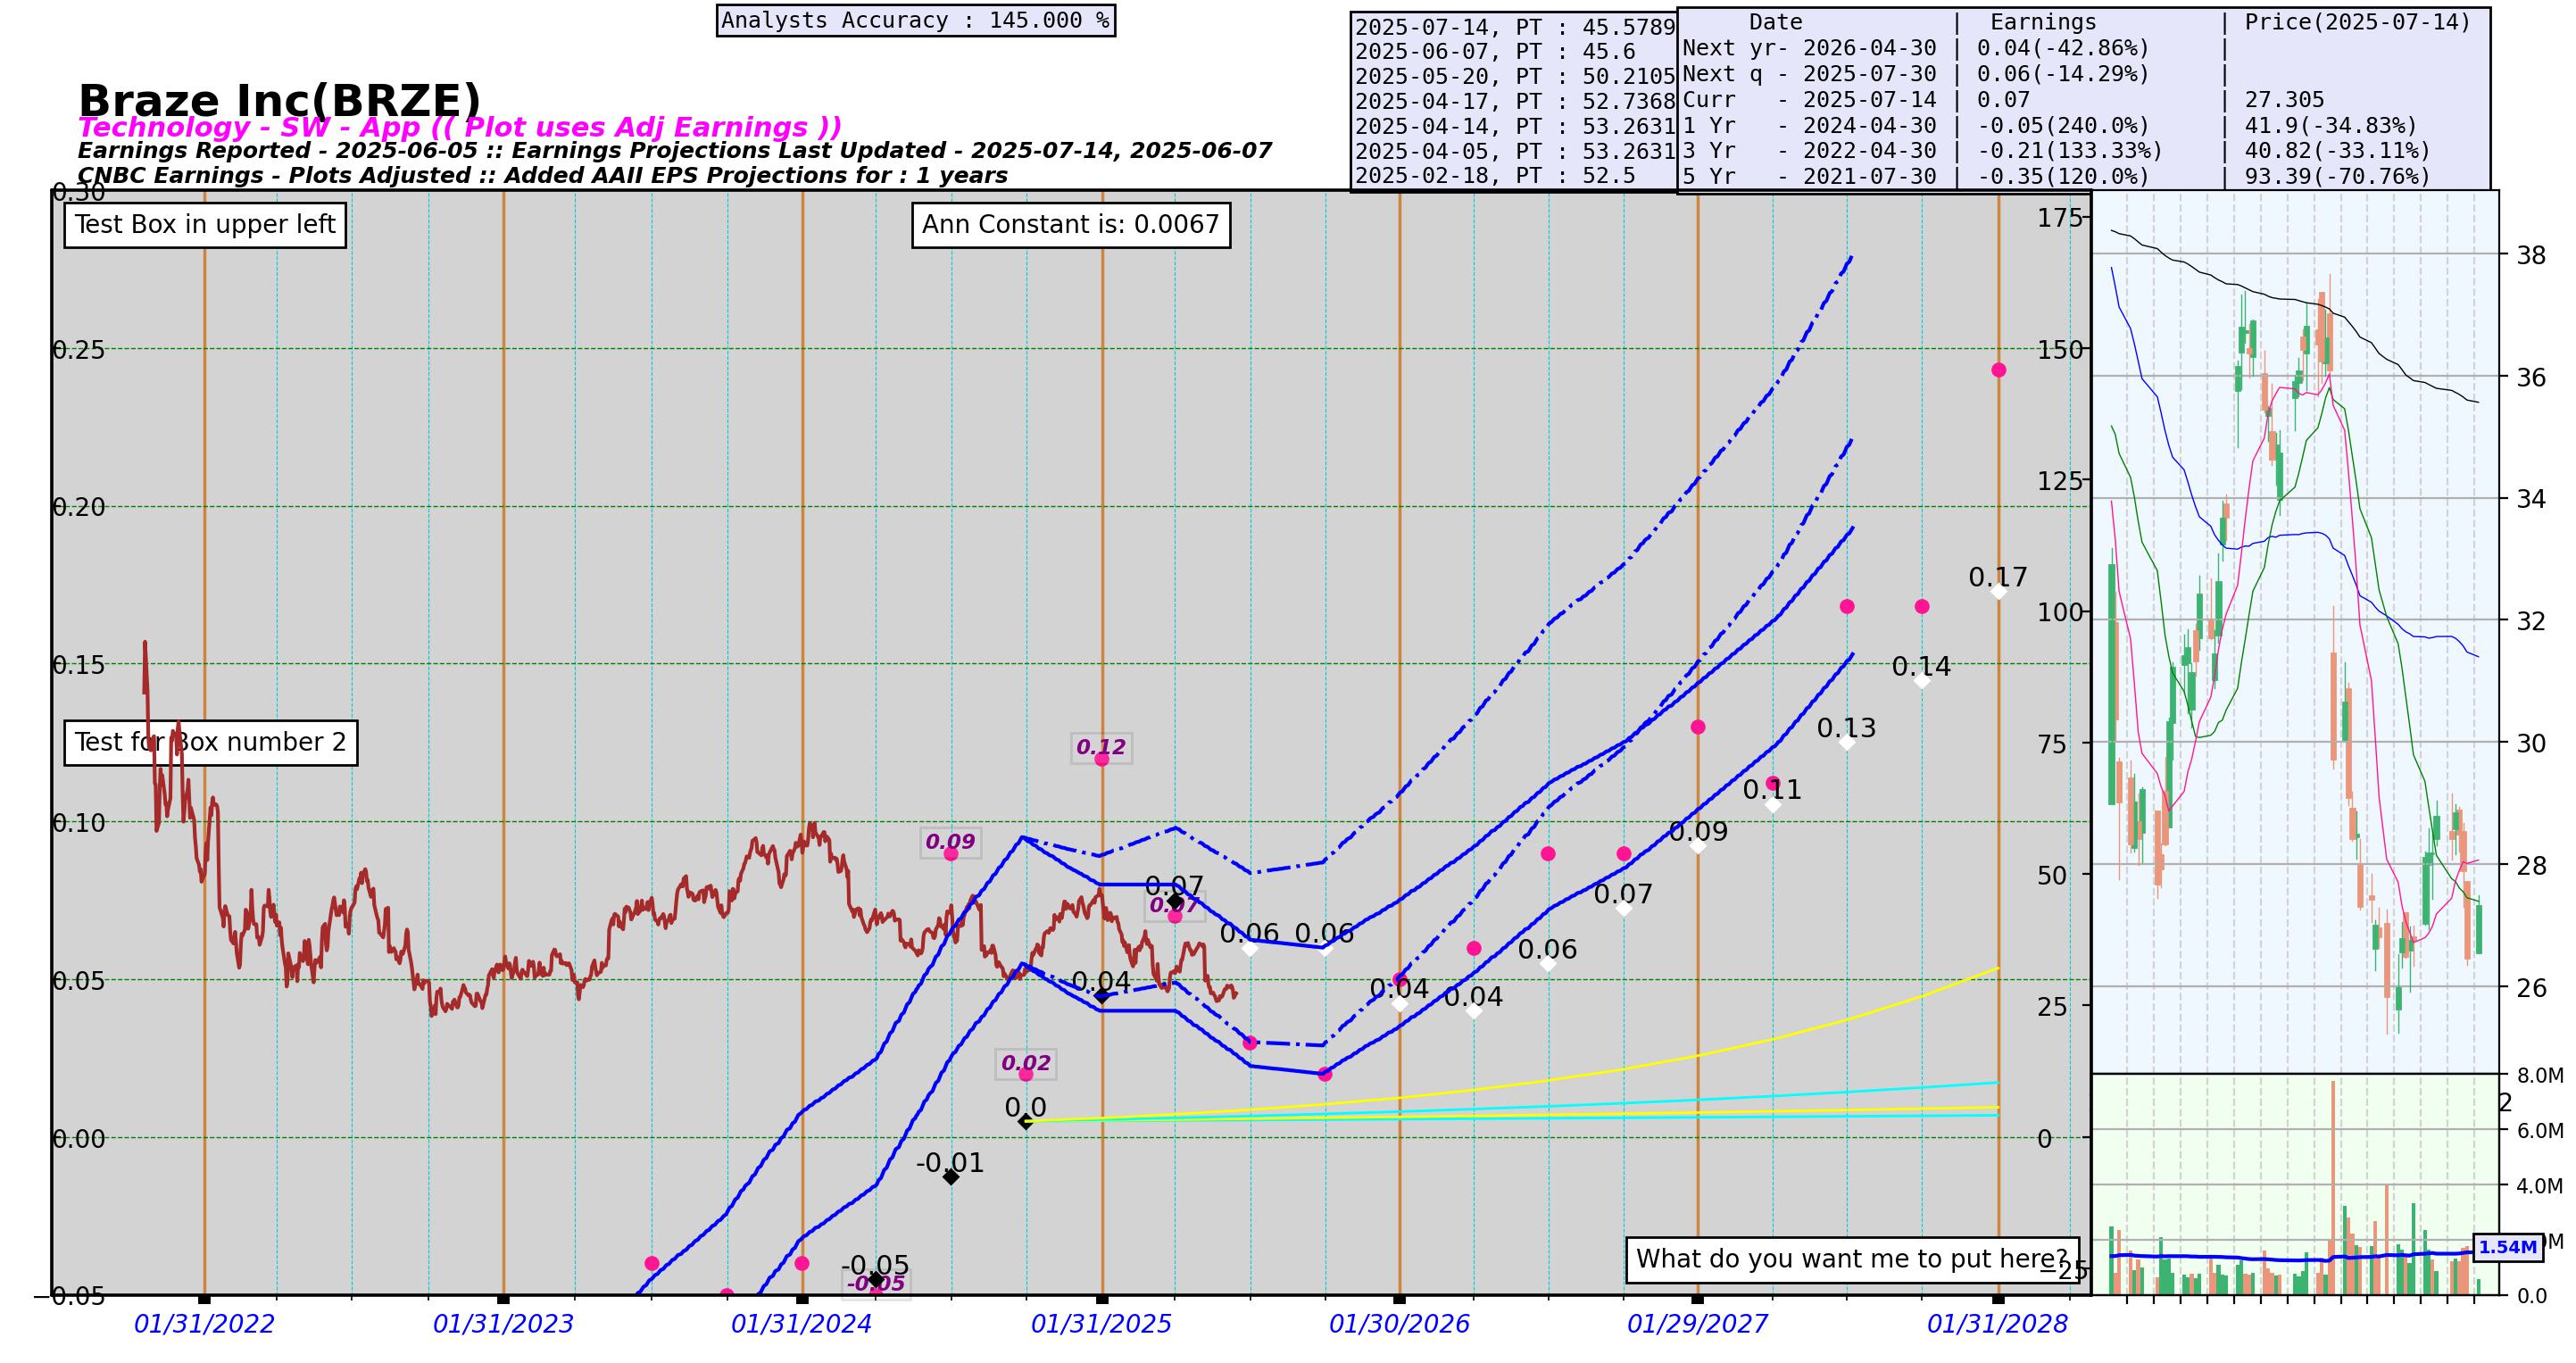 Analysts Accuracy : 145.000 %
2025-07-14, PT : 45.5789
2025-06-07, PT : 45.6
2025-05-20, PT : 50.2105
2025-04-17, PT : 52.7368
2025-04-14, PT : 53.2631
2025-04-05, PT : 53.2631
2025-02-18, PT : 52.5
Date | Earnings | Price(2025-07-14)
Next yr- 2026-04-30 | 0.04(-42.86%) |
Next q - 2025-07-30 | 0.06(-14.29%) |
Curr - 2025-07-14 | 0.07 | 27.305
1 Yr - 2024-04-30 | -0.05(240.0%) | 41.9(-34.83%)
3 Yr - 2022-04-30 | -0.21(133.33%) | 40.82(-33.11%)
5 Yr - 2021-07-30 | -0.35(120.0%) | 93.39(-70.76%)
Braze Inc(BRZE)
Technology - SW - App (( Plot uses Adj Earnings ))
Earnings Reported - 2025-06-05 :: Earnings Projections Last Updated - 2025-07-14, 2025-06-07
CNBC Earnings - Plots Adjusted :: Added AAII EPS Projections for : 1 years
Test Box in upper left
Ann Constant is: 0.0067
Test for Box number 2
What do you want me to put here?
0.30
0.25
0.20
0.15
0.10
0.05
0.00
−0.05
175
150
125
100
75
50
25
0
−25
0.12
0.09
0.07
0.07
0.02
0.0
-0.01
-0.05
-0.05
0.04
0.06
0.06
0.04
0.04
0.06
0.07
0.09
0.11
0.13
0.14
0.17
38
36
34
32
30
28
26
8.0M
2
6.0M
4.0M
1.54M
0.0
01/31/2022
01/31/2023
01/31/2024
01/31/2025
01/30/2026
01/29/2027
01/31/2028